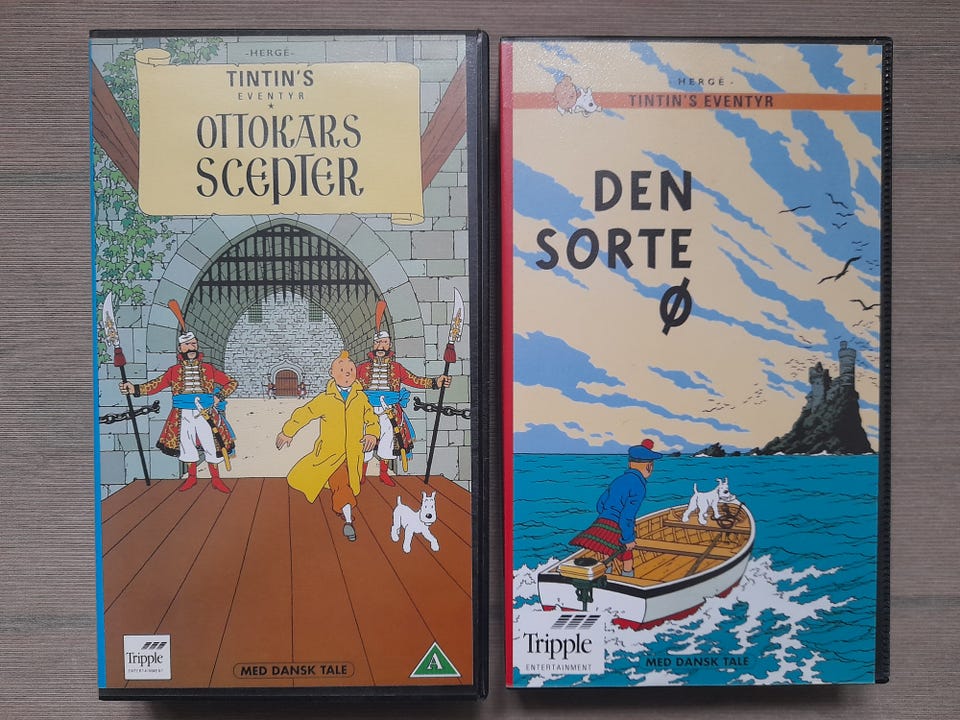 -HERGÉ-
TINTIN'S
EVENTYR
OTTOKARS
SCEPTER
Tripple
ENTERTAINMENT
MED DANSK TALE
A
-HERGÉ-
TINTIN'S EVENTYR
DEN
SORTE
Ø
Tripple
ENTERTAINMENT
MED DANSK TALE